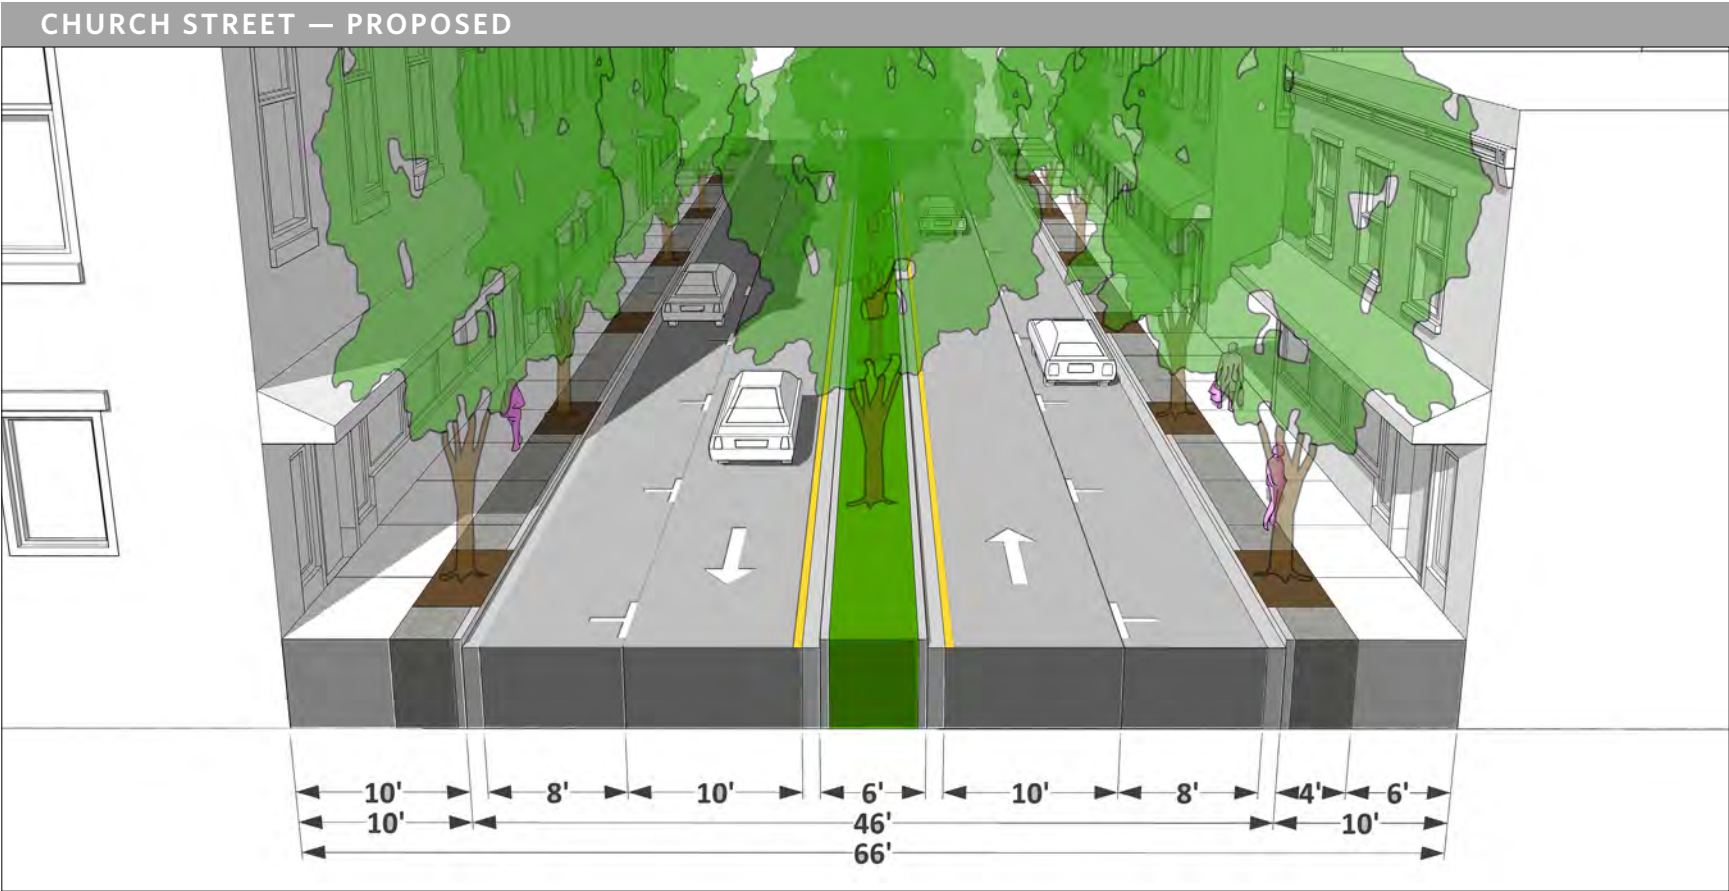 CHURCH STREET — PROPOSED
10' 8' 10' 6' 10' 8' 4' 6'
10' 46' 10'
66'